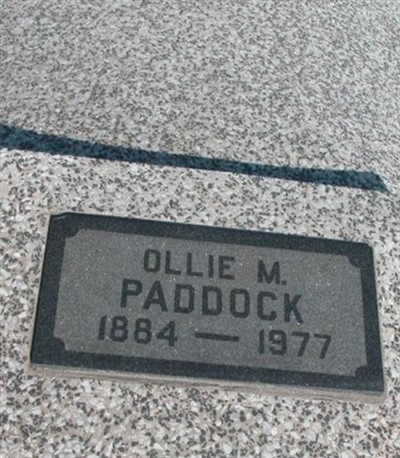 OLLIE M.
PADDOCK
1884 — 1977